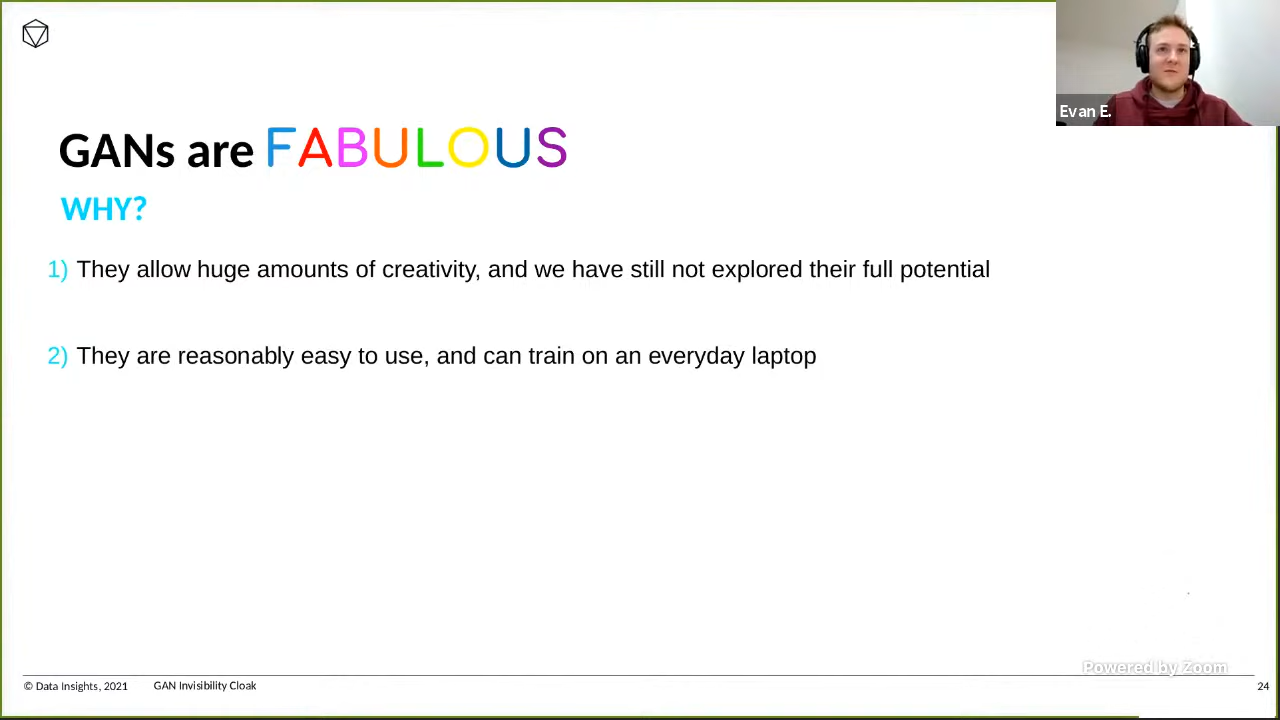 Evan E.
GANs are FABULOUS
WHY?
1) They allow huge amounts of creativity, and we have still not explored their full potential
2) They are reasonably easy to use, and can train on an everyday laptop
Powered by Zoom
© Data Insights, 2021 GAN Invisibility Cloak 24